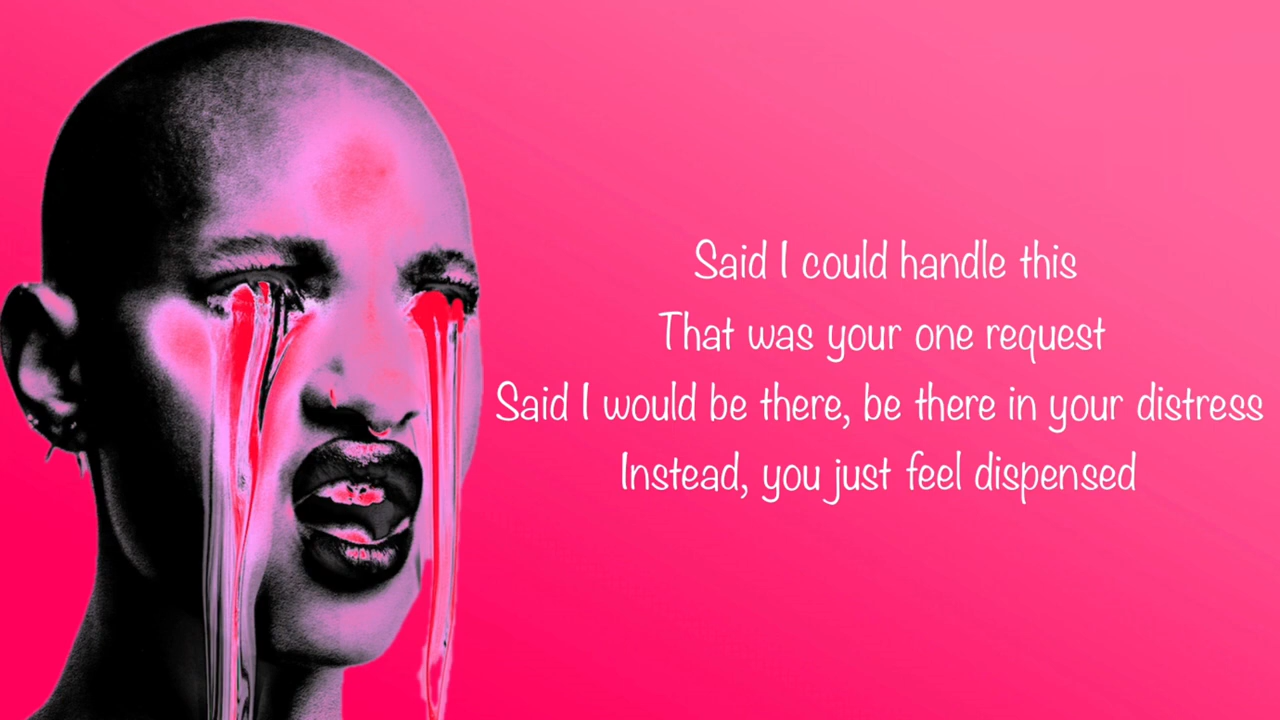 Said I could handle this
That was your one request
Said I would be there, be there in your distress
Instead, you just feel dispensed